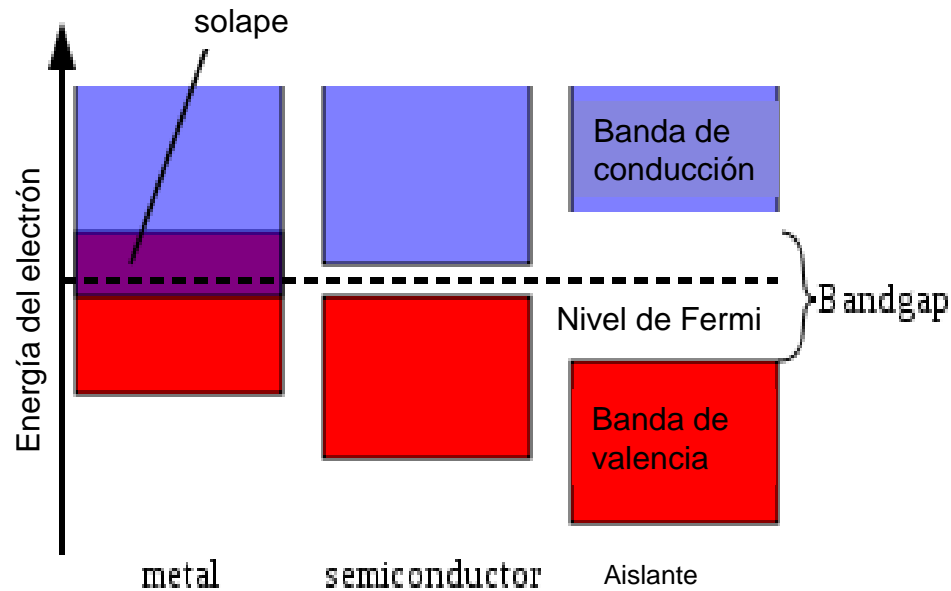 solape
Energía del electrón
Banda de
conducción
Nivel de Fermi
Bandgap
Banda de
valencia
metal
semiconductor
Aislante